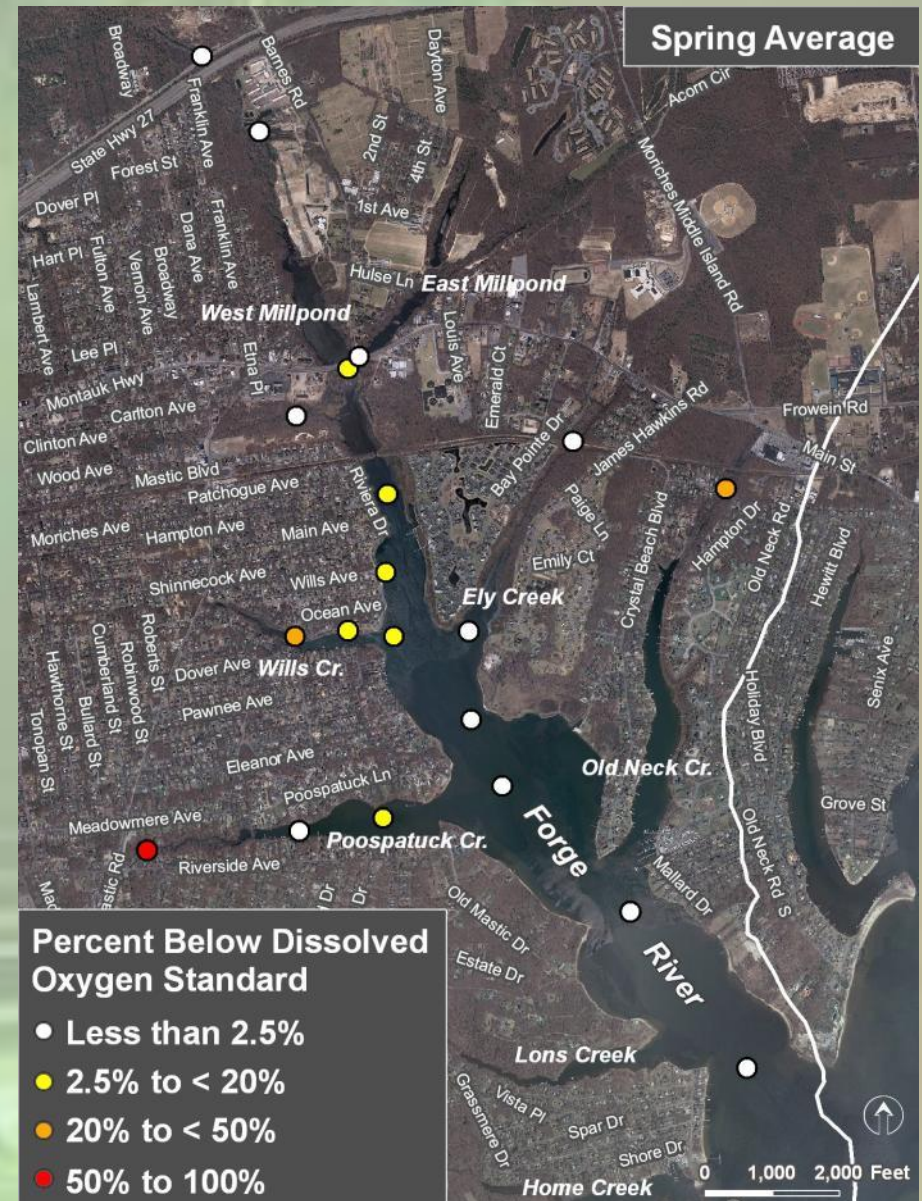 Spring Average
Broadway
Franklin Ave
Barnes Rd
Dayton Ave
Acorn Cir
State Hwy 27
Forest St
2nd St
4th St
Moriches Middle Island Rd
Dover Pl
1st Ave
Hart Pl
Fulton Ave
Vernon Ave
Broadway
Dana Ave
Franklin Ave
Hulse Ln
East Millpond
Lambert Ave
West Millpond
Lee Pl
Etna Pl
Louis Ave
Emerald Ct
Montauk Hwy
Carlton Ave
Bay Pointe Dr
James Hawkins Rd
Frowein Rd
Clinton Ave
Main St
Wood Ave
Mastic Blvd
Patchogue Ave
Riviera Dr
Paige Ln
Crystal Beach Blvd
Hampton Dr
Old Neck Rd
Hewitt Blvd
Moriches Ave
Hampton Ave
Main Ave
Emily Ct
Shinnecock Ave
Wills Ave
Ely Creek
Ocean Ave
Roberts St
Robinwood St
Cumberland St
Bullard St
Hawthorne St
Tonopan St
Dover Ave
Wills Cr.
Pawnee Ave
Holiday Blvd
Senix Ave
Eleanor Ave
Old Neck Cr.
Poospatuck Ln
Meadowmere Ave
Poospatuck Cr.
Grove St
Riverside Ave
Forge
River
Mallard Dr
Old Neck Rd S
Old Mastic Dr
Estate Dr
Lons Creek
Grassmere Dr
Vista Pl
Spar Dr
Shore Dr
Home Creek
Percent Below Dissolved
Oxygen Standard
Less than 2.5%
2.5% to < 20%
20% to < 50%
50% to 100%
0 1,000 2,000 Feet